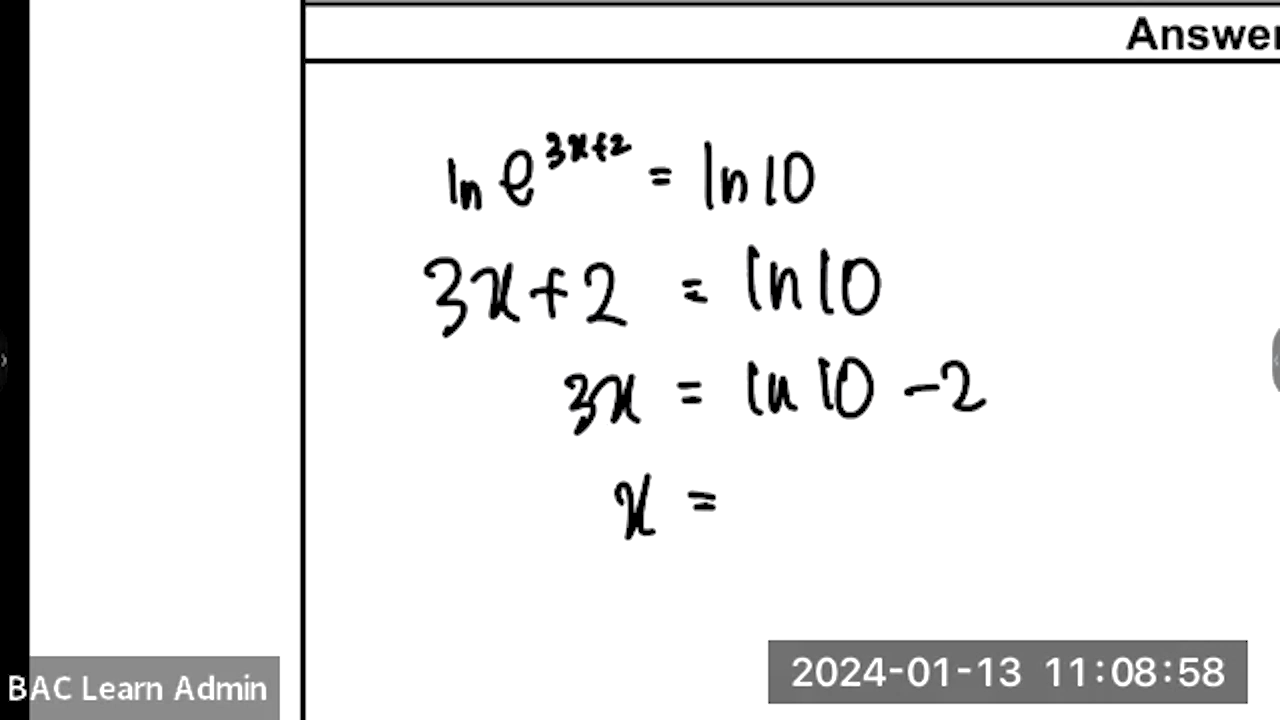 Answer
ln e^{3x+2} = ln 10
3x+2 = ln 10
3x = ln 10 -2
x =
BAC Learn Admin
2024-01-13 11:08:58